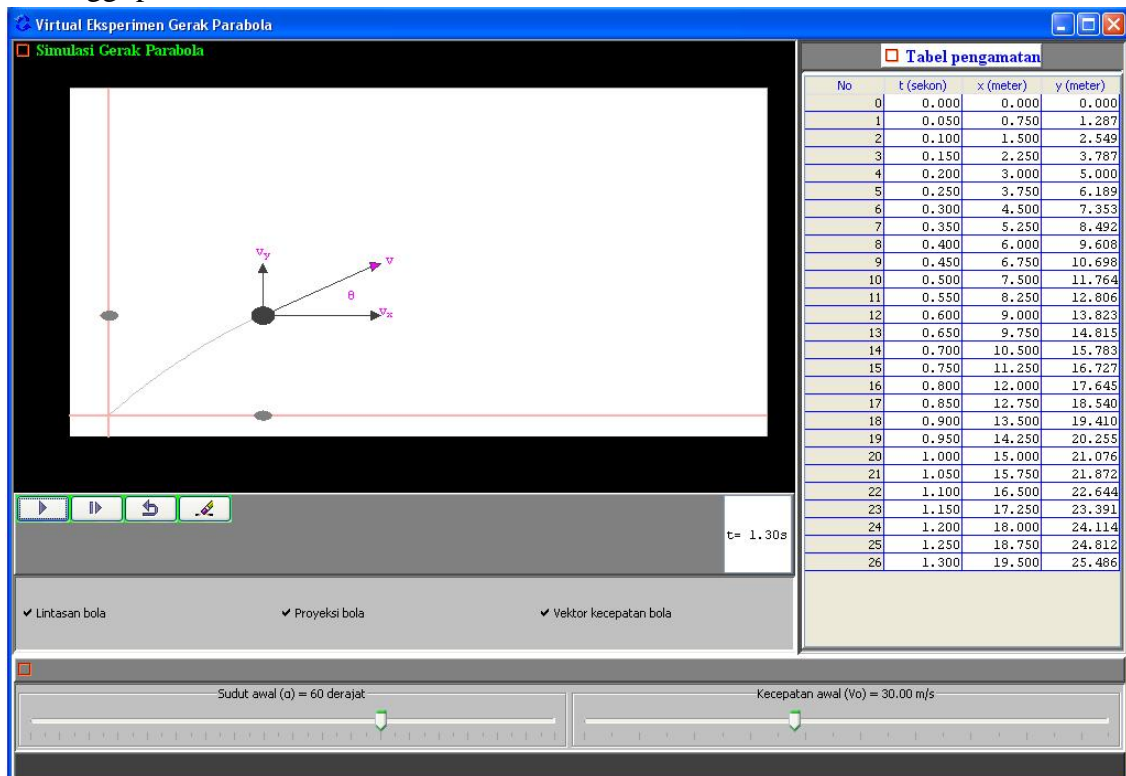 Virtual Eksperimen Gerak Parabola
Simulasi Gerak Parabola
v_y
v
θ
v_x
t= 1.30s
✔ Lintasan bola ✔ Proyeksi bola ✔ Vektor kecepatan bola
Tabel pengamatan
No t (sekon) x (meter) y (meter)
0 0.000 0.000 0.000
1 0.050 0.750 1.287
2 0.100 1.500 2.549
3 0.150 2.250 3.787
4 0.200 3.000 5.000
5 0.250 3.750 6.189
6 0.300 4.500 7.353
7 0.350 5.250 8.492
8 0.400 6.000 9.608
9 0.450 6.750 10.698
10 0.500 7.500 11.764
11 0.550 8.250 12.806
12 0.600 9.000 13.823
13 0.650 9.750 14.815
14 0.700 10.500 15.783
15 0.750 11.250 16.727
16 0.800 12.000 17.645
17 0.850 12.750 18.540
18 0.900 13.500 19.410
19 0.950 14.250 20.255
20 1.000 15.000 21.076
21 1.050 15.750 21.872
22 1.100 16.500 22.644
23 1.150 17.250 23.391
24 1.200 18.000 24.114
25 1.250 18.750 24.812
26 1.300 19.500 25.486
Sudut awal (α) = 60 derajat
Kecepatan awal (Vo) = 30.00 m/s